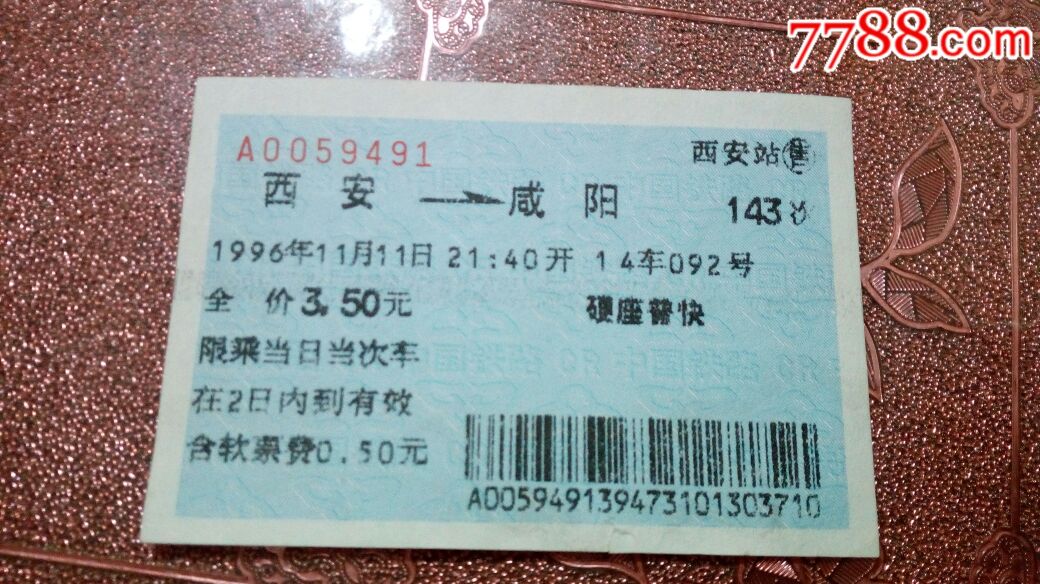 7788.com
A0059491
西安站售
西安→咸阳
143次
1996年11月11日21:40开 14车092号
全价3.50元 硬座普快
限乘当日当次车
在2日内到有效
含软票费0.50元
A005949139473101303710